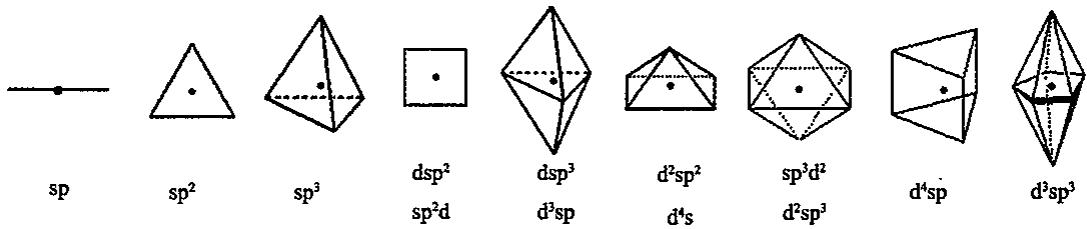 sp
sp²
sp³
dsp²
sp²d
dsp³
d³sp
d²sp²
d⁴s
sp³d²
d²sp³
d⁴sp
d³sp³